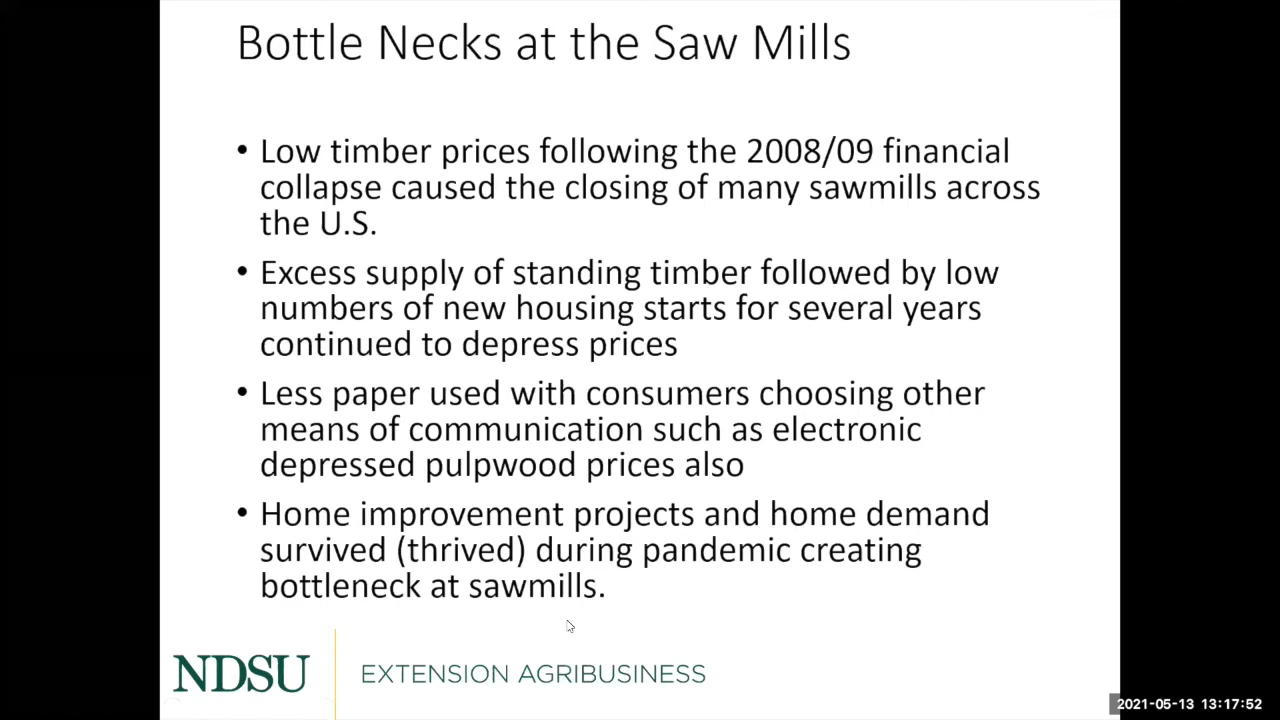 Bottle Necks at the Saw Mills
• Low timber prices following the 2008/09 financial
collapse caused the closing of many sawmills across
the U.S.
• Excess supply of standing timber followed by low
numbers of new housing starts for several years
continued to depress prices
• Less paper used with consumers choosing other
means of communication such as electronic
depressed pulpwood prices also
• Home improvement projects and home demand
survived (thrived) during pandemic creating
bottleneck at sawmills.
NDSU EXTENSION AGRIBUSINESS
2021-05-13 13:17:52